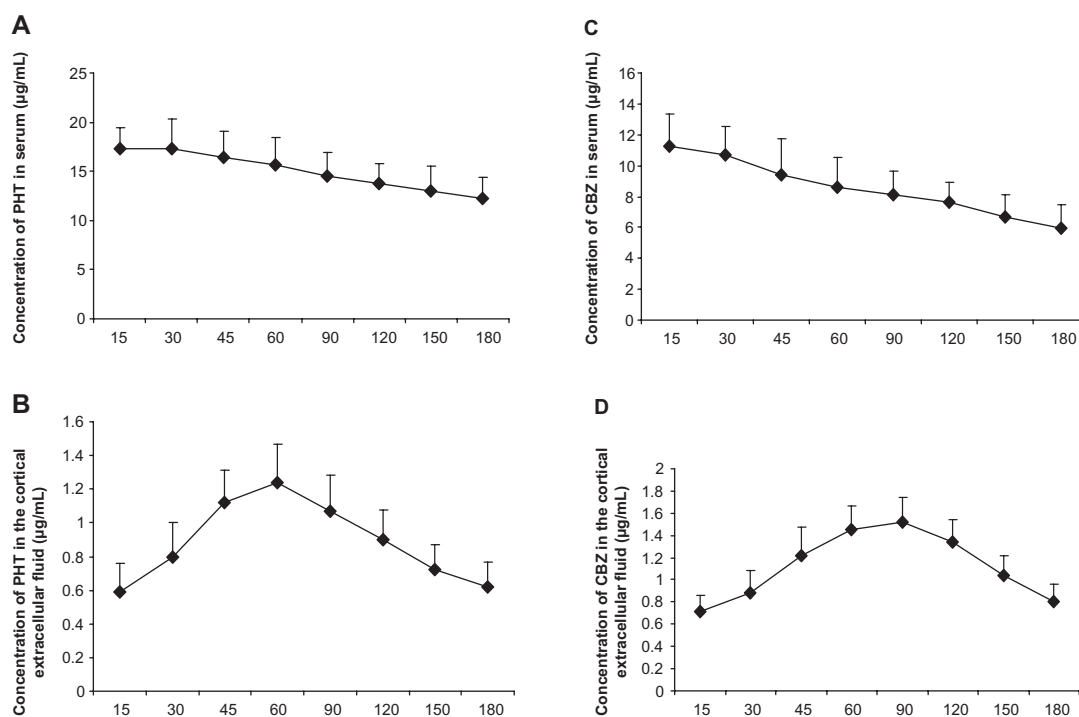 A
Concentration of PHT in serum (µg/mL)
25
20
15
10
5
0
15 30 45 60 90 120 150 180
C
Concentration of CBZ in serum (µg/mL)
16
14
12
10
8
6
4
2
0
15 30 45 60 90 120 150 180
B
Concentration of PHT in the cortical
extracellular fluid (µg/mL)
1.6
1.4
1.2
1
0.8
0.6
0.4
0.2
0
15 30 45 60 90 120 150 180
D
Concentration of CBZ in the cortical
extracellular fluid (µg/mL)
2
1.8
1.6
1.4
1.2
1
0.8
0.6
0.4
0.2
0
15 30 45 60 90 120 150 180